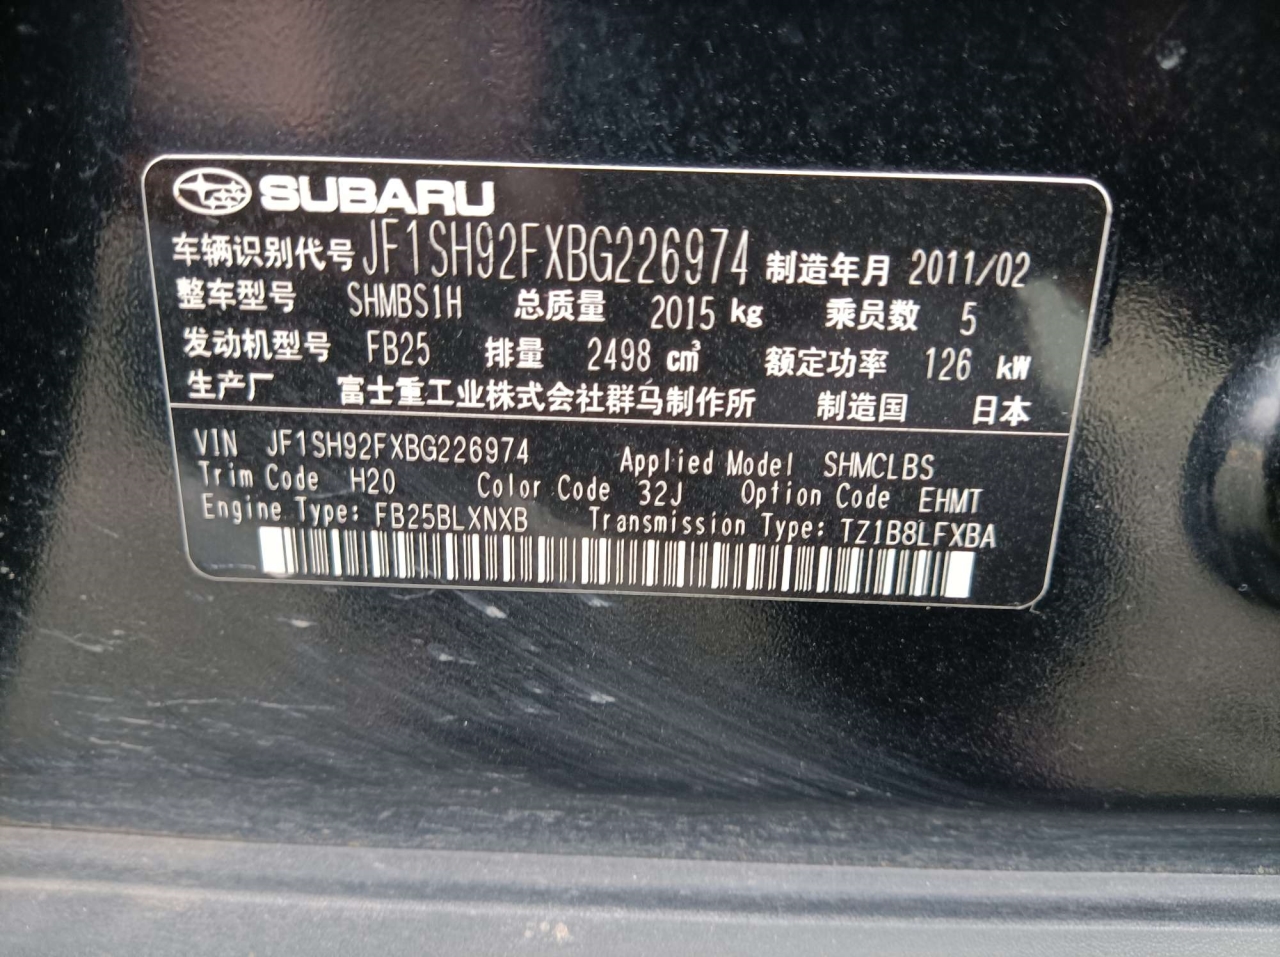 SUBARU
车辆识别代号 JF1SH92FXBG226974 制造年月 2011/02
整车型号 SHMBS1H 总质量 2015 kg 乘员数 5
发动机型号 FB25 排量 2498 cm³ 额定功率 126 kW
生产厂 富士重工业株式会社群马制作所 制造国 日本
VIN JF1SH92FXBG226974 Applied Model SHMCLBS
Trim Code H20 Color Code 32J Option Code EHMT
Engine Type: FB25BLXNXB Transmission Type: TZ1B8LFXBA